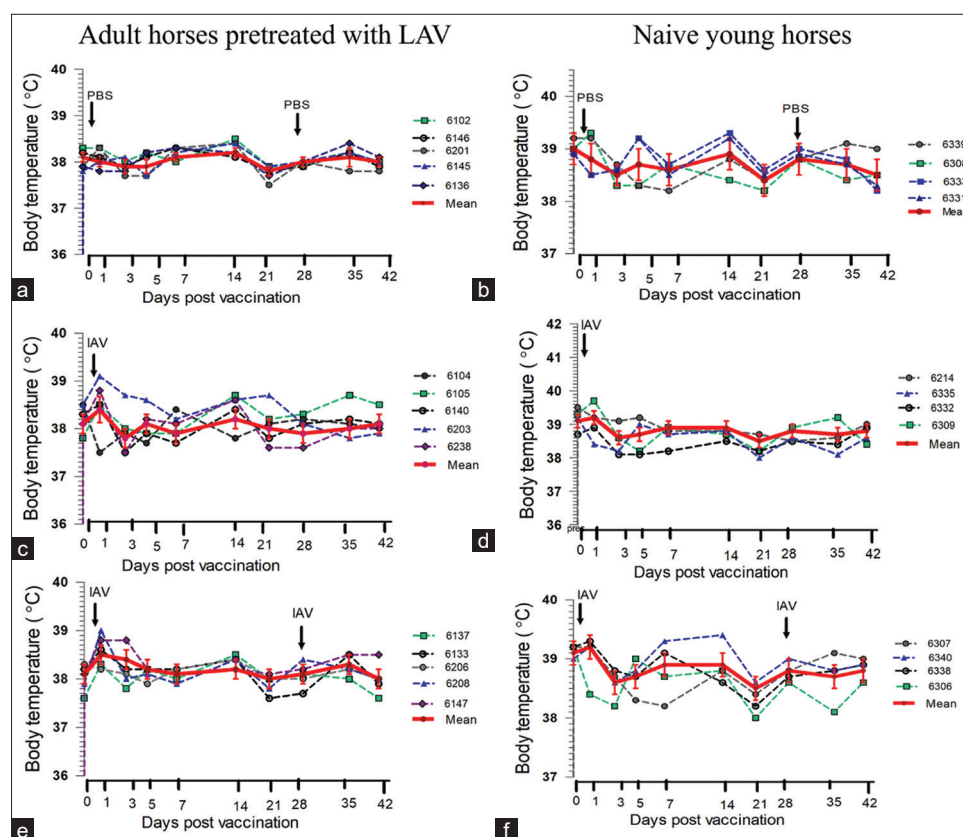 Adult horses pretreated with LAV
Naive young horses
Body temperature ( °C)
40
39
38
37
36
PBS
PBS
6102
6146
6201
6145
6136
Mean
0 1 3 5 7 14 21 28 35 42
Days post vaccination
a
Body temperature ( °C)
40
39
38
37
PBS
PBS
6339
6308
6333
6331
Mean
0 1 3 5 7 14 21 28 35 42
Days post vaccination
b
Body temperature ( °C)
40
39
38
37
36
IAV
6104
6105
6140
6203
6238
Mean
0 1 3 5 7 14 21 28 35 42
Days post vaccination
c
Body temperature ( °C)
42
41
40
39
38
37
36
IAV
6214
6335
6332
6309
Mean
0 1 3 5 7 14 21 28 35 42
Days post vaccination
d
Body temperature ( °C)
40
39
38
37
36
IAV
IAV
6137
6133
6206
6208
6147
Mean
0 1 3 5 7 14 21 28 35 42
Days post vaccination
e
Body temperature ( °C)
40
39
38
37
IAV
IAV
6307
6340
6338
6306
Mean
0 1 3 5 7 14 21 28 35 42
Days post vaccination
f